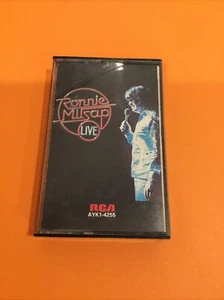 Ronnie
Milsap
LIVE
RCA
AYK1-4255